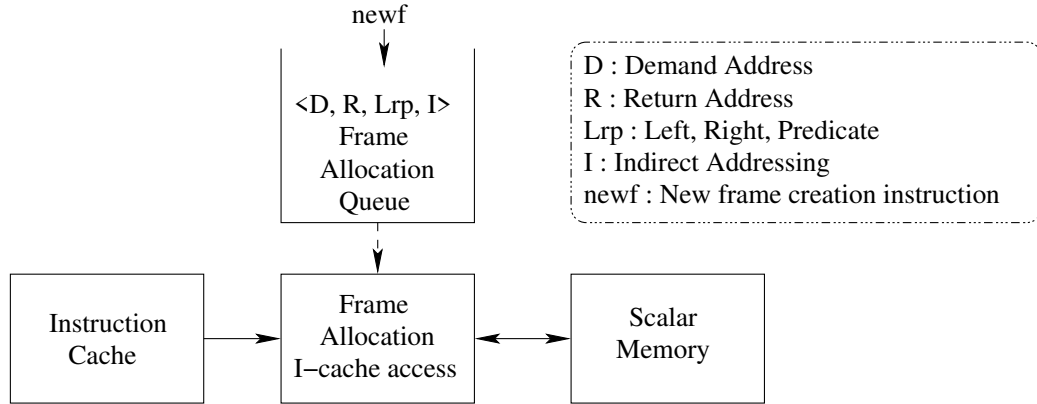 newf
<D, R, Lrp, I>
Frame
Allocation
Queue
D : Demand Address
R : Return Address
Lrp : Left, Right, Predicate
I : Indirect Addressing
newf : New frame creation instruction
Instruction
Cache
Frame
Allocation
I−cache access
Scalar
Memory